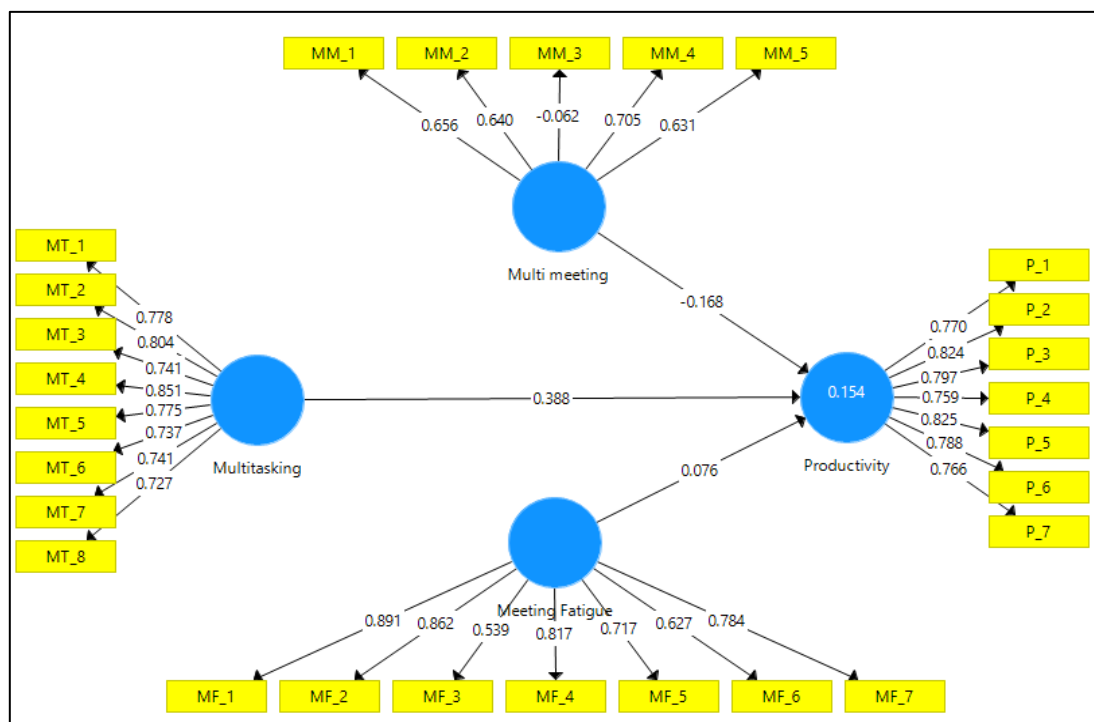 MM_1 MM_2 MM_3 MM_4 MM_5
0.656 0.640 -0.062 0.705 0.631
Multi meeting
-0.168
MT_1
MT_2
MT_3
MT_4
MT_5
MT_6
MT_7
MT_8
0.778
0.804
0.741
0.851
0.775
0.737
0.741
0.727
Multitasking
0.388
0.154
Productivity
0.770
0.824
0.797
0.759
0.825
0.788
0.766
P_1
P_2
P_3
P_4
P_5
P_6
P_7
0.076
Meeting Fatigue
0.891 0.862 0.539 0.817 0.717 0.627 0.784
MF_1 MF_2 MF_3 MF_4 MF_5 MF_6 MF_7